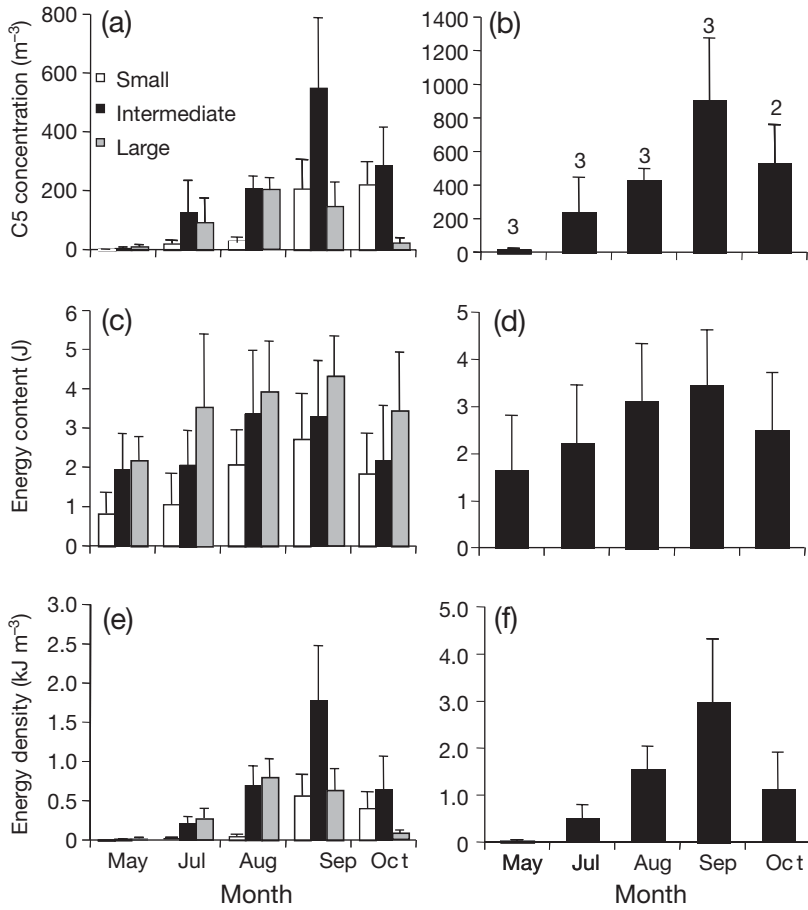 (a)
C5 concentration (m⁻³)
800
600
400
200
0
Small
Intermediate
Large
(b)
1400
1200
1000
800
600
400
200
0
3
3
3
3
2
(c)
Energy content (J)
6
5
4
3
2
1
0
(d)
5
4
3
2
1
0
(e)
Energy density (kJ m⁻³)
3.0
2.5
2.0
1.5
1.0
0.5
0
May Jul Aug Sep Oct
Month
(f)
5.0
4.0
3.0
2.0
1.0
0
May Jul Aug Sep Oct
Month